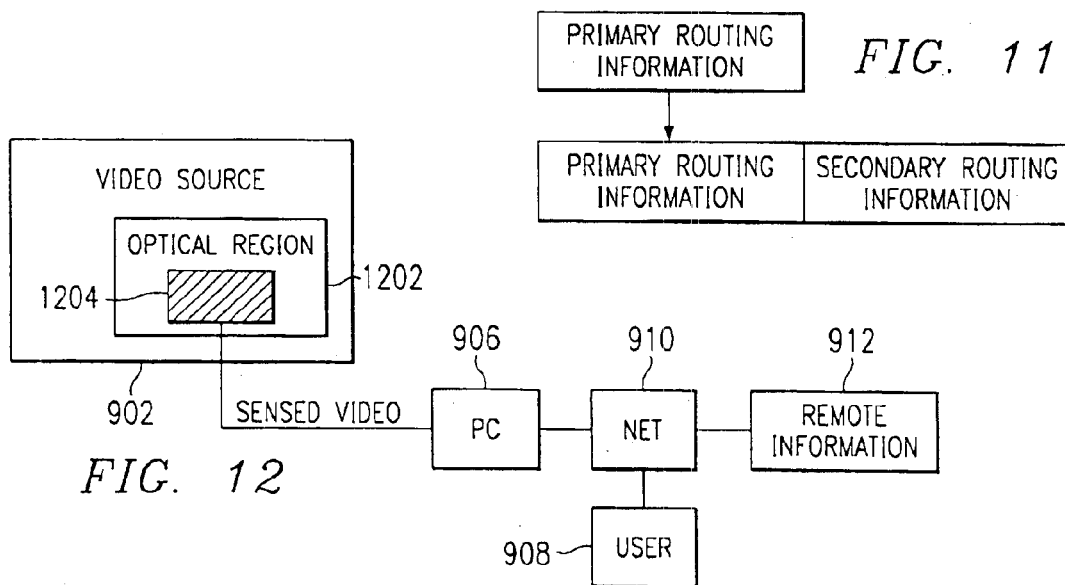 PRIMARY ROUTING
INFORMATION
FIG. 11
PRIMARY ROUTING
INFORMATION
SECONDARY ROUTING
INFORMATION
VIDEO SOURCE
OPTICAL REGION
1204
1202
902
SENSED VIDEO
906
PC
910
NET
912
REMOTE
INFORMATION
908
USER
FIG. 12